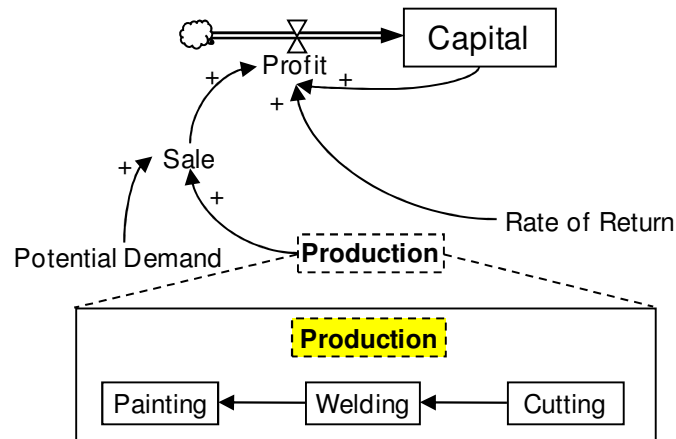 Capital
Profit
+
+
+
+
Sale
+
Rate of Return
Potential Demand
Production
Production
Painting
Welding
Cutting